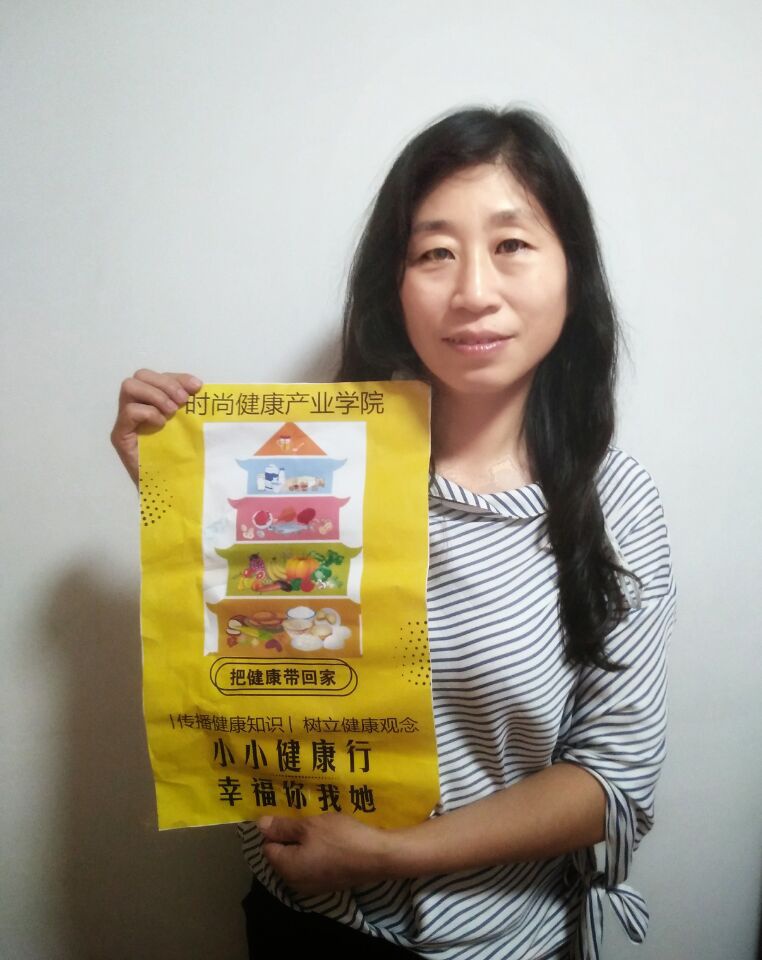 时尚健康产业学院
把健康带回家
|传播健康知识| 树立健康观念
小小健康行
幸福你我她